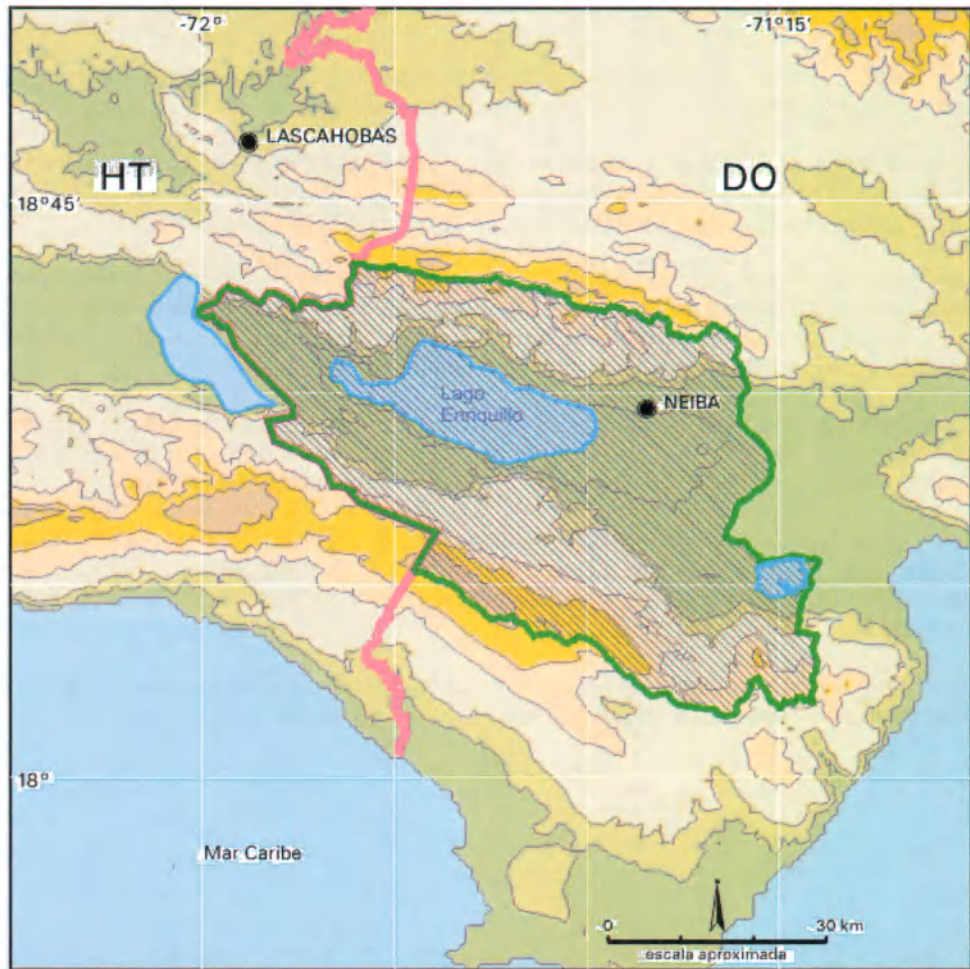 -72°
-71°15'
LASCAHOBAS
HT
DO
18°45'
Lago
Enriquillo
NEIBA
18°
Mar Caribe
0
30 km
escala aproximada